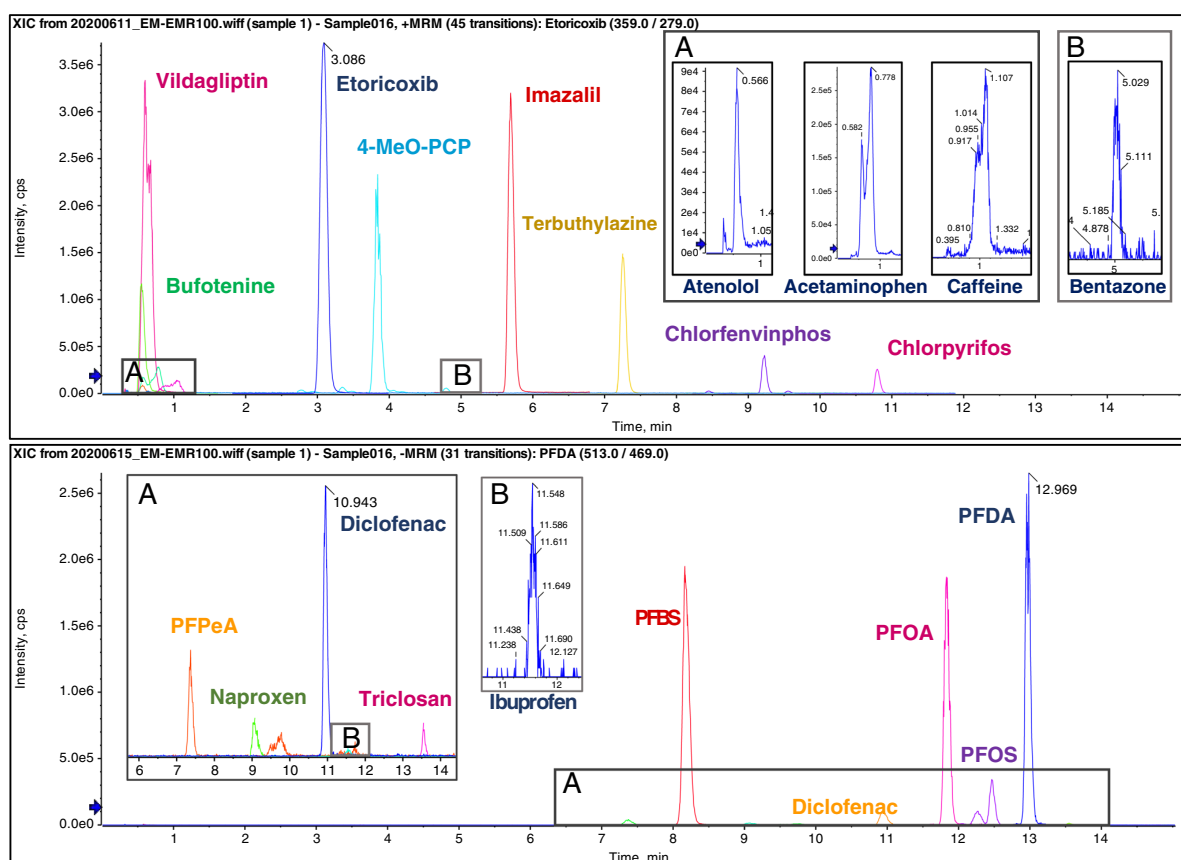 XIC from 20200611_EM-EMR100.wiff (sample 1) - Sample016, +MRM (45 transitions): Etoricoxib (359.0 / 279.0)
Intensity, cps
3.5e6
3.0e6
2.5e6
2.0e6
1.5e6
1.0e6
5.0e5
0.0e0
Vildagliptin
3.086
Etoricoxib
Imazalil
4-MeO-PCP
Terbuthylazine
Bufotenine
A
B
Chlorfenvinphos
Chlorpyrifos
A
9e4
8e4
7e4
6e4
5e4
4e4
3e4
2e4
1e4
0e0
0.566
1.4
1.05
1
Atenolol
2.5e5
2.0e5
1.5e5
1.0e5
5.0e4
0.0e0
0.778
0.582
1
Acetaminophen
1.107
1.014
0.955
0.917
0.810
0.395
1.332
1
1
Caffeine
B
5.029
5.111
5.185
4.878
4
5.
5
Bentazone
1 2 3 4 5 6 7 8 9 10 11 12 13 14
Time, min
XIC from 20200615_EM-EMR100.wiff (sample 1) - Sample016, -MRM (31 transitions): PFDA (513.0 / 469.0)
Intensity, cps
2.5e6
2.0e6
1.5e6
1.0e6
5.0e5
0.0e0
A
10.943
Diclofenac
PFPeA
Naproxen
Triclosan
B
6 7 8 9 10 11 12 13 14
B
11.548
11.509
11.586
11.611
11.649
11.438
11.690
11.238
12.127
11 12
Ibuprofen
12.969
PFDA
PFBS
PFOA
PFOS
A
Diclofenac
1 2 3 4 5 6 7 8 9 10 11 12 13 14
Time, min